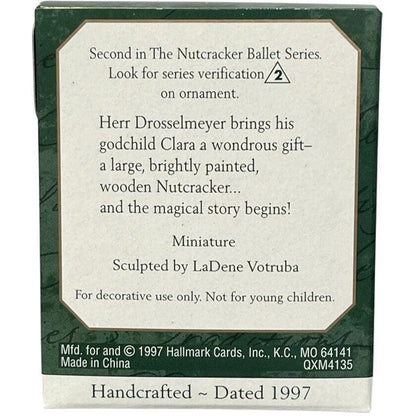 Second in The Nutcracker Ballet Series.
Look for series verification 2
on ornament.
Herr Drosselmeyer brings his
godchild Clara a wondrous gift–
a large, brightly painted,
wooden Nutcracker...
and the magical story begins!
Miniature
Sculpted by LaDene Votruba
For decorative use only. Not for young children.
Mfd. for and © 1997 Hallmark Cards, Inc., K.C., MO 64141
Made in China QXM4135
Handcrafted ~ Dated 1997